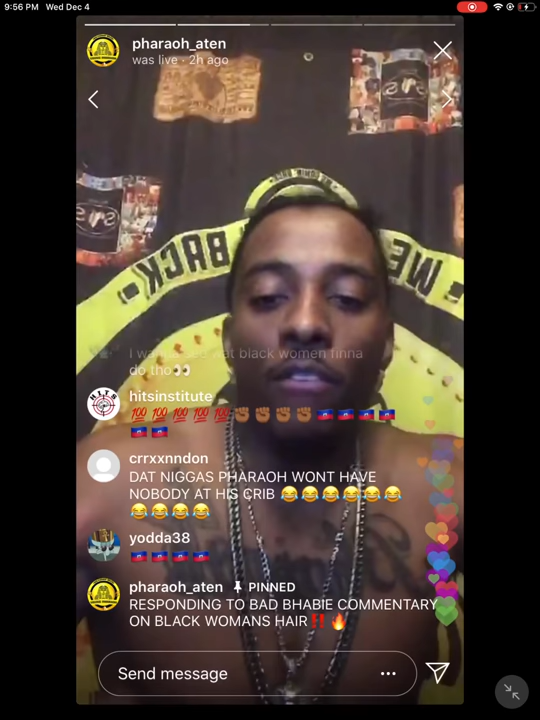 9:56 PM Wed Dec 4
pharaoh_aten
was live · 2h ago
BACK
WE
do tho👀
hitsinstitute
💯 💯 💯 💯 💯 ✊🏾 ✊🏾 ✊🏾 ✊🏾 🇭🇹 🇭🇹 🇭🇹 🇭🇹
🇭🇹 🇭🇹
crrxxnndon
DAT NIGGAS PHARAOH WONT HAVE
NOBODY AT HIS CRIB 😂😂😂😂😂😂
😂😂😂😂
yodda38
🇭🇹 🇭🇹 🇭🇹 🇭🇹
pharaoh_aten 📌 PINNED
RESPONDING TO BAD BHABIE COMMENTARY
ON BLACK WOMANS HAIR‼️🔥
Send message